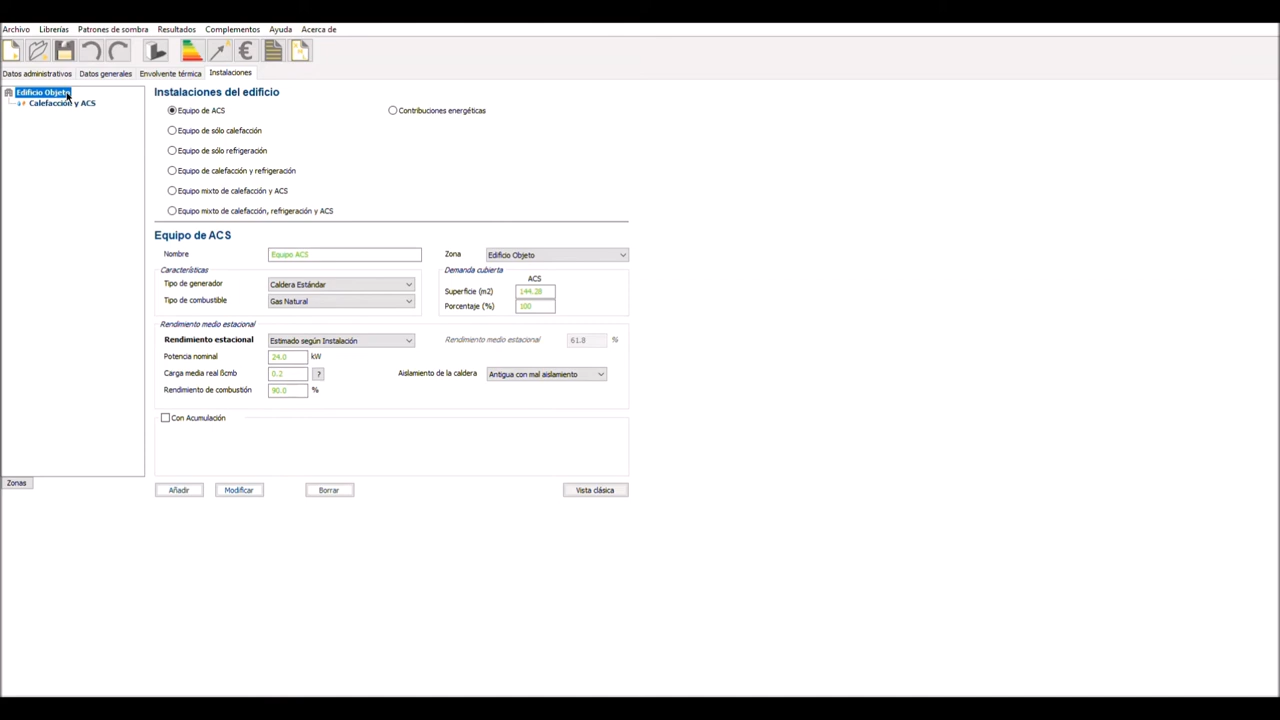 Archivo Librerías Patrones de sombra Resultados Complementos Ayuda Acerca de
Datos administrativos Datos generales Envolvente térmica Instalaciones
Edificio Objeto
Calefacción y ACS
Zonas
Instalaciones del edificio
Equipo de ACS Contribuciones energéticas
Equipo de sólo calefacción
Equipo de sólo refrigeración
Equipo de calefacción y refrigeración
Equipo mixto de calefacción y ACS
Equipo mixto de calefacción, refrigeración y ACS
Equipo de ACS
Nombre Equipo ACS Zona Edificio Objeto
Características Demanda cubierta
ACS
Tipo de generador Caldera Estándar Superficie (m2) 144.28
Tipo de combustible Gas Natural Porcentaje (%) 100
Rendimiento medio estacional
Rendimiento estacional Estimado según Instalación Rendimiento medio estacional 61.8 %
Potencia nominal 24.0 kW
Carga media real βcmb 0.2 ? Aislamiento de la caldera Antigua con mal aislamiento
Rendimiento de combustión 90.0 %
Con Acumulación
Añadir Modificar Borrar Vista clásica